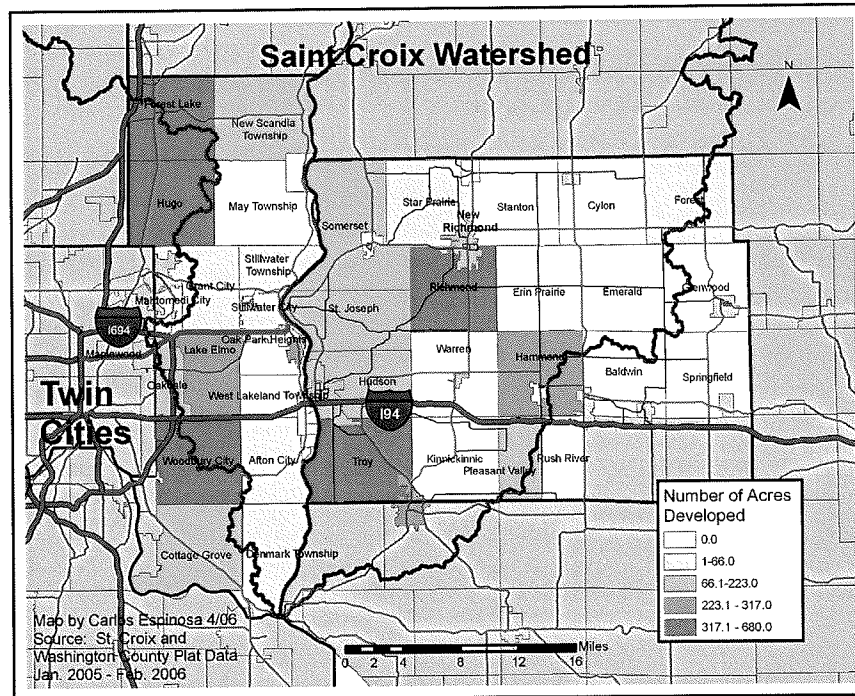 Saint Croix Watershed
N
Forest Lake
New Scandia
Township
Hugo
May Township
Somerset
Star Prairie
New
Richmond
Stanton
Cylon
Forest
Stillwater
Township
Grant City
Mahtomedi City
Stillwater City
St. Joseph
Richmond
Erin Prairie
Emerald
Glenwood
I694
Maplewood
Oak Park Heights
Lake Elmo
Warren
Hammond
Baldwin
Springfield
Oakdale
Hudson
West Lakeland Township
Twin
Cities
I94
Woodbury City
Afton City
Troy
Kinnickinnic
Pleasant Valley
Rush River
Cottage Grove
Denmark Township
Number of Acres
Developed
0.0
1-66.0
66.1-223.0
223.1 - 317.0
317.1 - 680.0
Map by Carlos Espinosa 4/06
Source: St. Croix and
Washington County Plat Data
Jan. 2005 - Feb. 2006
Miles
0 2 4 8 12 16